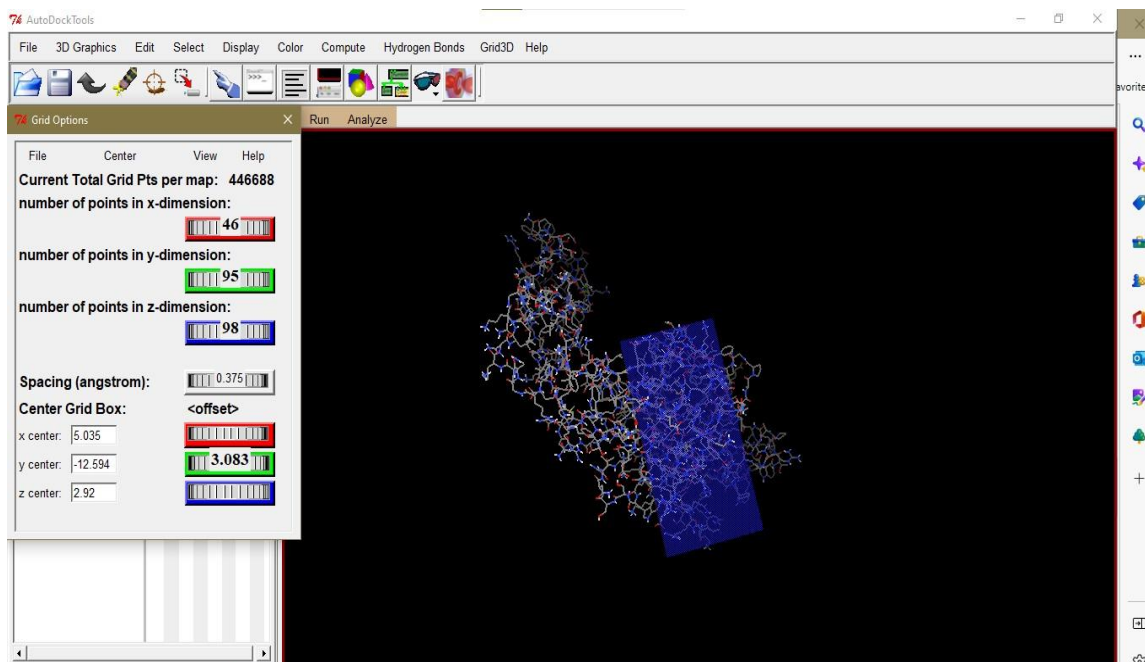 AutoDockTools
File 3D Graphics Edit Select Display Color Compute Hydrogen Bonds Grid3D Help
Grid Options
Run Analyze
File Center View Help
Current Total Grid Pts per map: 446688
number of points in x-dimension:
46
number of points in y-dimension:
95
number of points in z-dimension:
98
Spacing (angstrom): 0.375
Center Grid Box: <offset>
x center: 5.035
y center: -12.594 3.083
z center: 2.92
avorite